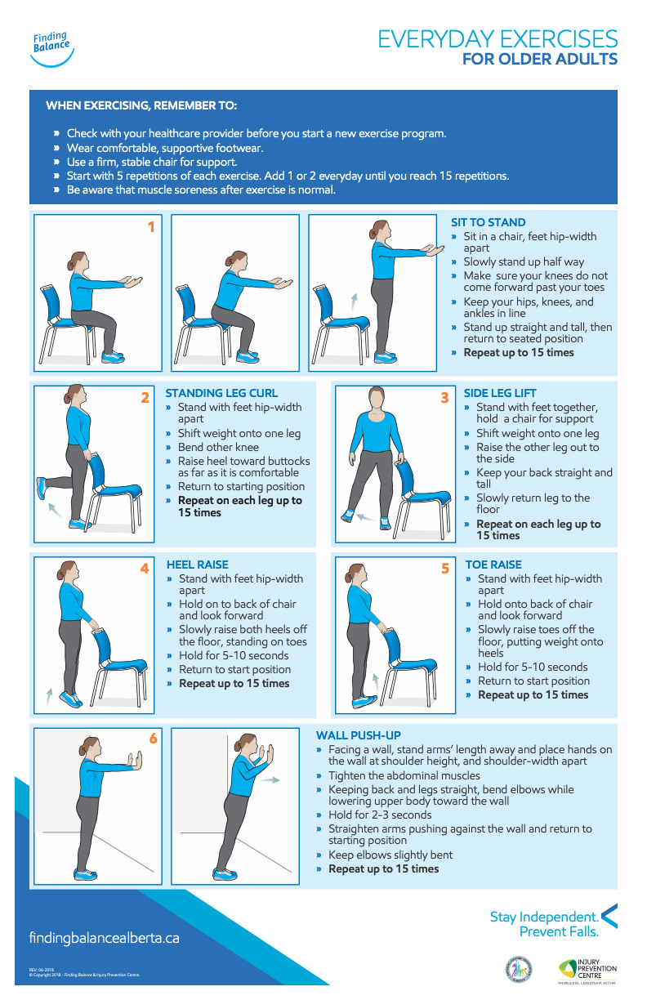 Finding
Balance
EVERYDAY EXERCISES
FOR OLDER ADULTS
WHEN EXERCISING, REMEMBER TO:
» Check with your healthcare provider before you start a new exercise program.
» Wear comfortable, supportive footwear.
» Use a firm, stable chair for support.
» Start with 5 repetitions of each exercise. Add 1 or 2 everyday until you reach 15 repetitions.
» Be aware that muscle soreness after exercise is normal.
1
SIT TO STAND
» Sit in a chair, feet hip-width
apart
» Slowly stand up half way
» Make sure your knees do not
come forward past your toes
» Keep your hips, knees, and
ankles in line
» Stand up straight and tall, then
return to seated position
» Repeat up to 15 times
2
STANDING LEG CURL
» Stand with feet hip-width
apart
» Shift weight onto one leg
» Bend other knee
» Raise heel toward buttocks
as far as it is comfortable
» Return to starting position
» Repeat on each leg up to
15 times
3
SIDE LEG LIFT
» Stand with feet together,
hold a chair for support
» Shift weight onto one leg
» Raise the other leg out to
the side
» Keep your back straight and
tall
» Slowly return leg to the
floor
» Repeat on each leg up to
15 times
4
HEEL RAISE
» Stand with feet hip-width
apart
» Hold on to back of chair
and look forward
» Slowly raise both heels off
the floor, standing on toes
» Hold for 5-10 seconds
» Return to start position
» Repeat up to 15 times
5
TOE RAISE
» Stand with feet hip-width
apart
» Hold onto back of chair
and look forward
» Slowly raise toes off the
floor, putting weight onto
heels
» Hold for 5-10 seconds
» Return to start position
» Repeat up to 15 times
6
WALL PUSH-UP
» Facing a wall, stand arms' length away and place hands on
the wall at shoulder height, and shoulder-width apart
» Tighten the abdominal muscles
» Keeping back and legs straight, bend elbows while
lowering upper body toward the wall
» Hold for 2-3 seconds
» Straighten arms pushing against the wall and return to
starting position
» Keep elbows slightly bent
» Repeat up to 15 times
findingbalancealberta.ca
Stay Independent.
Prevent Falls.
REV: 06-2018
© Copyright 2018 - Finding Balance & Injury Prevention Centre.
INJURY
PREVENTION
CENTRE
KNOWLEDGE. LEADERSHIP. ACTION.